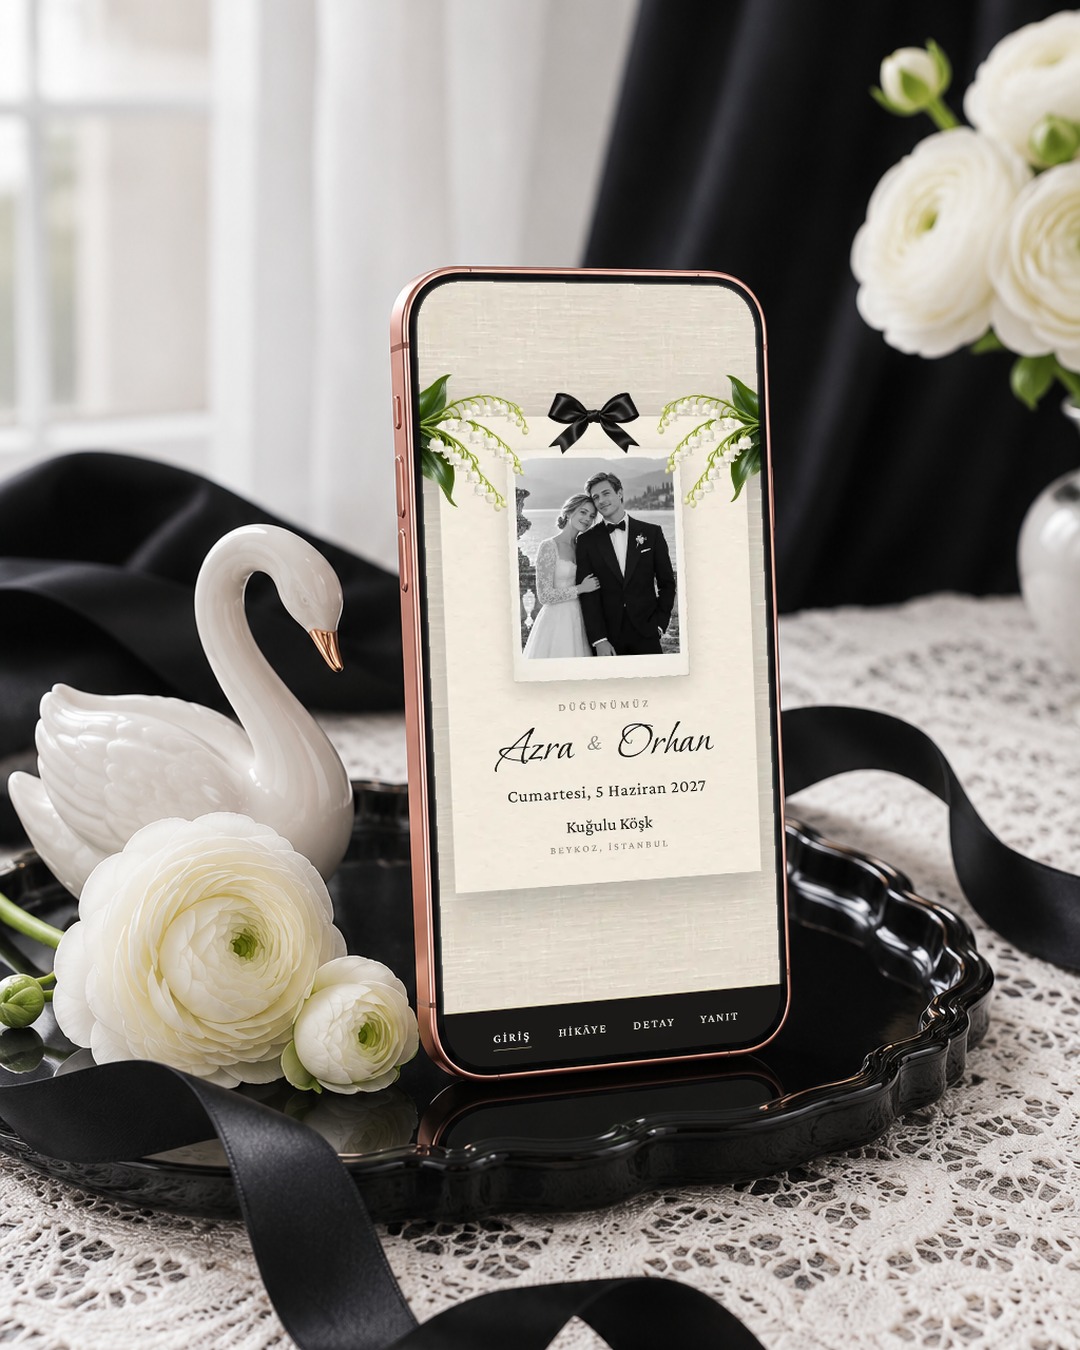 DÜĞÜNÜMÜZ
Azra & Orhan
Cumartesi, 5 Haziran 2027
Kuğulu Köşk
BEYKOZ, İSTANBUL
GİRİŞ HİKÂYE DETAY YANIT